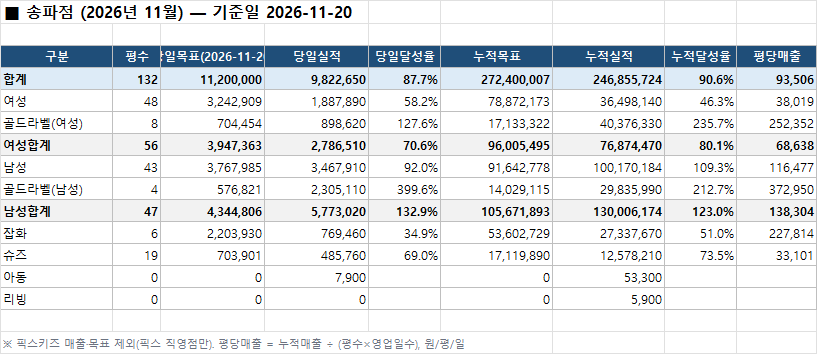 ■ 송파점 (2026년 11월) — 기준일 2026-11-20
구분 평수 당일목표(2026-11-20 당일실적 당일달성율 누적목표 누적실적 누적달성율 평당매출
합계 132 11,200,000 9,822,650 87.7% 272,400,007 246,855,724 90.6% 93,506
여성 48 3,242,909 1,887,890 58.2% 78,872,173 36,498,140 46.3% 38,019
골드라벨(여성) 8 704,454 898,620 127.6% 17,133,322 40,376,330 235.7% 252,352
여성합계 56 3,947,363 2,786,510 70.6% 96,005,495 76,874,470 80.1% 68,638
남성 43 3,767,985 3,467,910 92.0% 91,642,778 100,170,184 109.3% 116,477
골드라벨(남성) 4 576,821 2,305,110 399.6% 14,029,115 29,835,990 212.7% 372,950
남성합계 47 4,344,806 5,773,020 132.9% 105,671,893 130,006,174 123.0% 138,304
잡화 6 2,203,930 769,460 34.9% 53,602,729 27,337,670 51.0% 227,814
슈즈 19 703,901 485,760 69.0% 17,119,890 12,578,210 73.5% 33,101
아동 0 0 7,900 0 53,300
리빙 0 0 0 0 5,900
※ 픽스키즈 매출·목표 제외(픽스 직영점만). 평당매출 = 누적매출 ÷ (평수×영업일수), 원/평/일